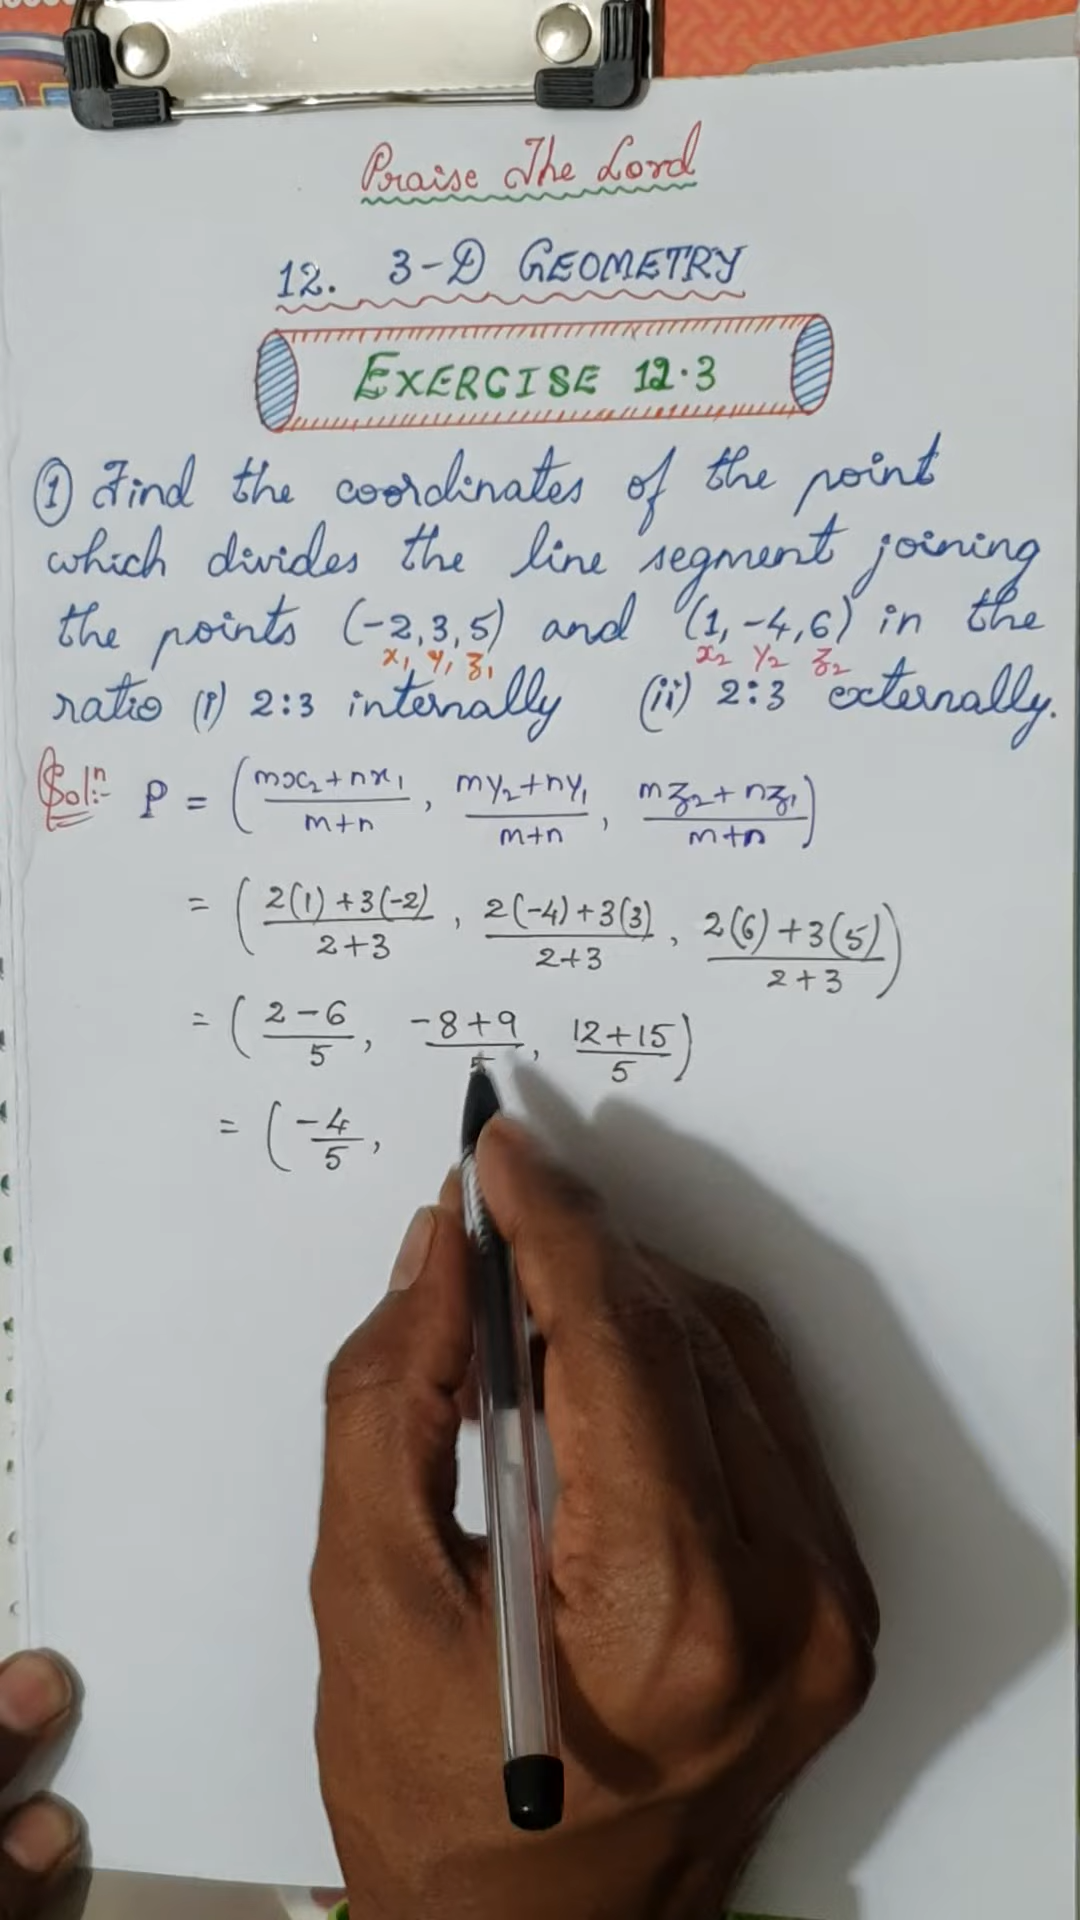 Praise The Lord
12. 3-D GEOMETRY
EXERCISE 12.3
① Find the coordinates of the point
which divides the line segment joining
the points (-2,3,5) and (1,-4,6) in the
x₁ y₁ z₁ x₂ y₂ z₂
ratio (i) 2:3 internally (ii) 2:3 externally.
Solⁿ:- P = ( (mx₂+nx₁)/(m+n) , (my₂+ny₁)/(m+n) , (mz₂+nz₁)/(m+n) )
= ( (2(1)+3(-2))/(2+3) , (2(-4)+3(3))/(2+3) , (2(6)+3(5))/(2+3) )
= ( (2-6)/5 , (-8+9)/5 , (12+15)/5 )
= ( -4/5 ,